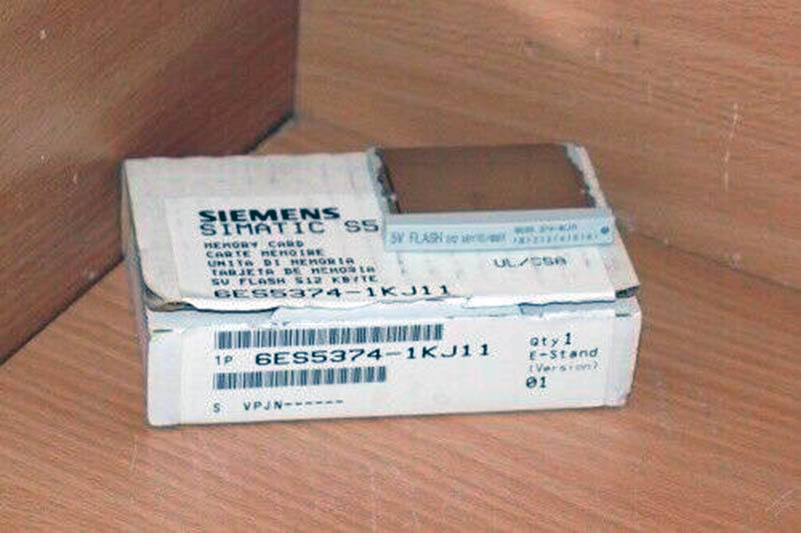 SIEMENS
SIMATIC S5
MEMORY CARD
CARTE MEMOIRE
UNITA DI MEMORIA
TARJETA DE MEMORIA
5V FLASH 512 KBYTE
6ES5374-1KJ11
UL/CSA
5V FLASH 512
1P 6ES5374-1KJ11
S VPJN------
Qty 1
E-Stand
(Version)
01